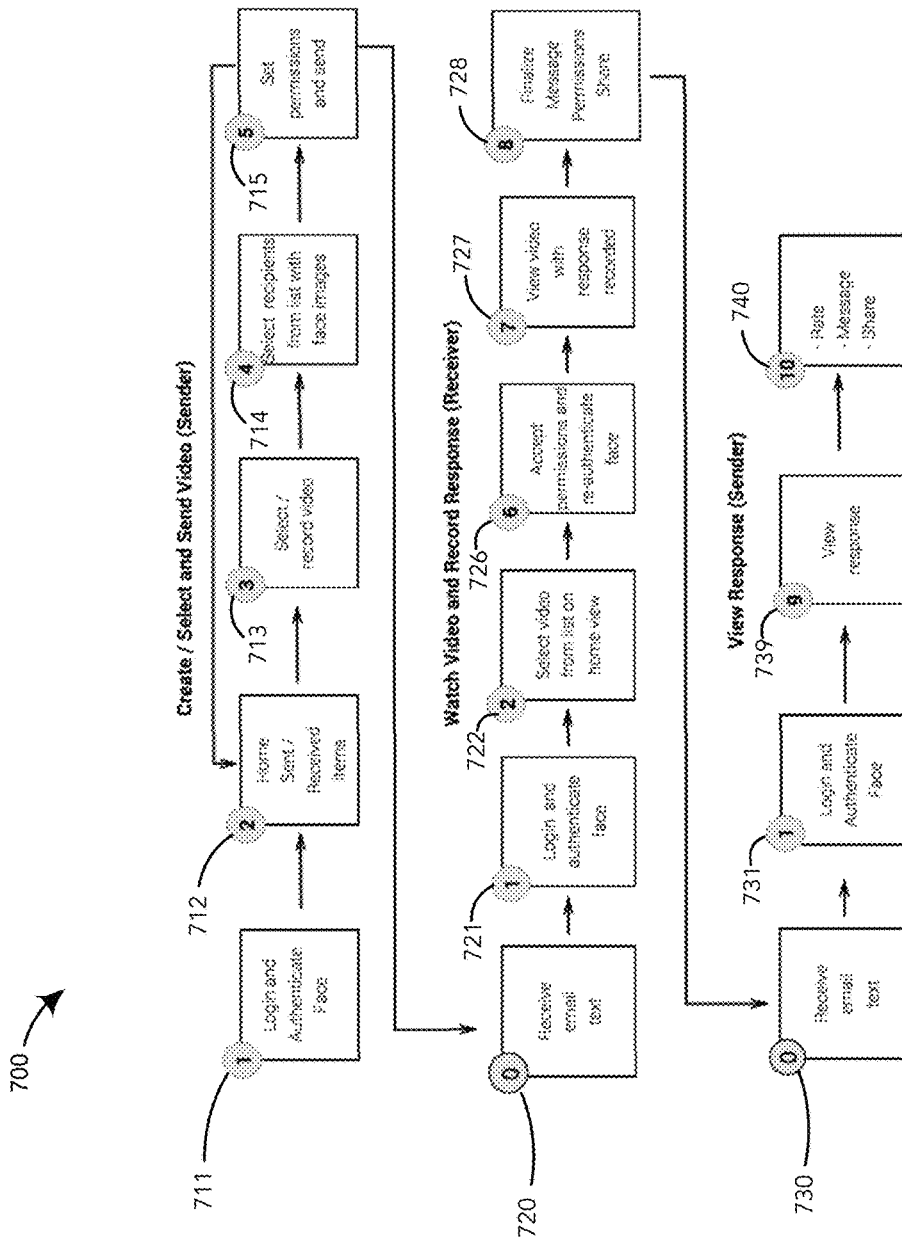 700
Create / Select and Send Video (Sender)
711
1
Login and
Authenticate
Face
712
2
Home
Sent /
Received
Items
713
3
Select /
record video
714
4
Select recipients
from list with
face images
715
5
Set
permissions
and send
Watch Video and Record Response (Receiver)
720
0
Receive
email
text
721
1
Login and
authenticate
face
722
2
Select video
from list on
home view
726
6
Accept
permissions and
re-authenticate
face
727
7
View video
with
response
recorded
728
8
Finalize
Message
Permissions
Share
View Response (Sender)
730
0
Receive
email
text
731
1
Login and
Authenticate
Face
739
9
View
response
740
10
- Rate
- Message
- Share